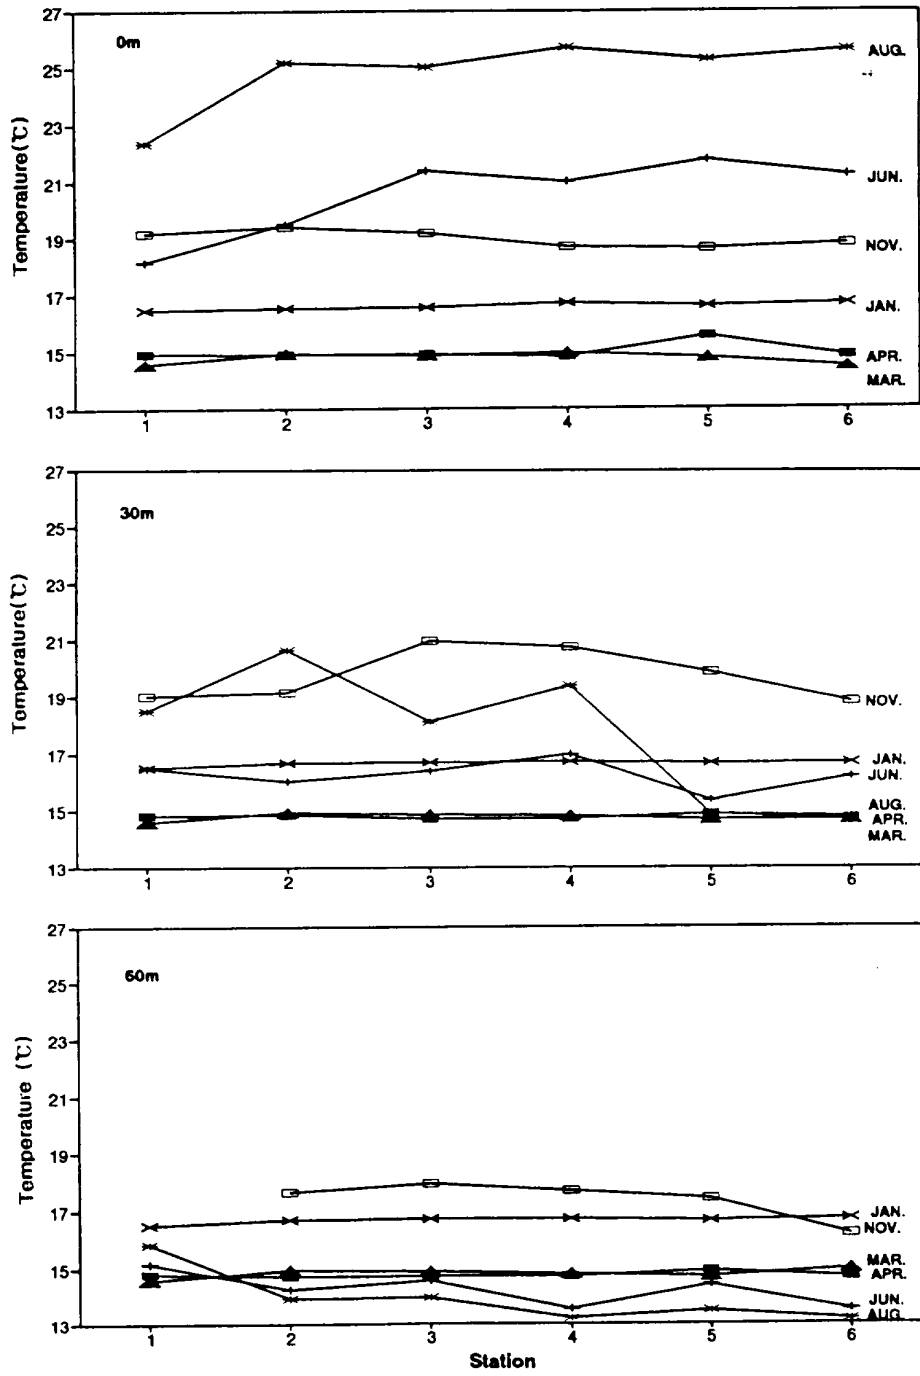 27
0m
AUG.
25
23
Temperature(℃)
21
JUN.
19
NOV.
17
JAN.
15
APR.
MAR.
13
1 2 3 4 5 6
27
30m
25
23
Temperature(℃)
21
19
NOV.
17
JAN.
JUN.
15
AUG.
APR.
MAR.
13
1 2 3 4 5 6
27
60m
25
23
Temperature (℃)
21
19
17
JAN.
NOV.
15
MAR.
APR.
JUN.
AUG.
13
1 2 3 4 5 6
Station